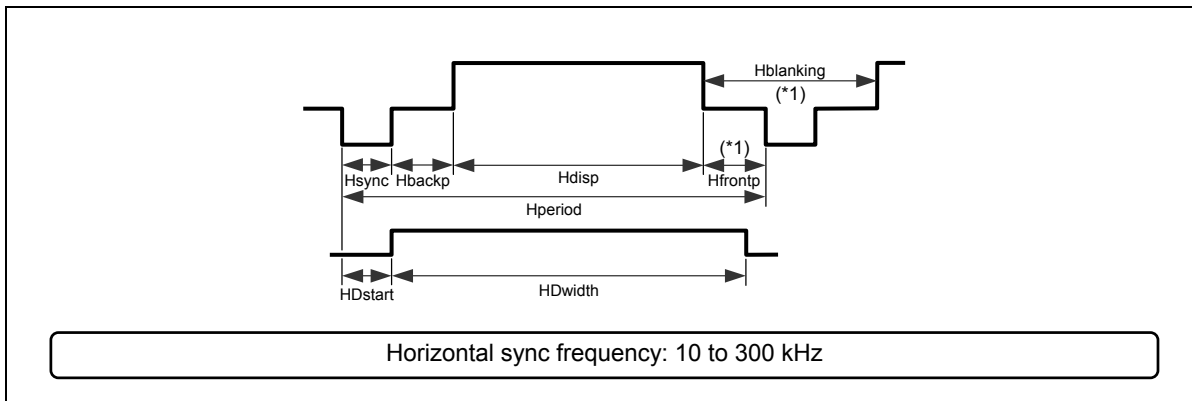 Hblanking
(*1)
(*1)
Hsync Hbackp Hdisp Hfrontp
Hperiod
HDstart HDwidth
Horizontal sync frequency: 10 to 300 kHz